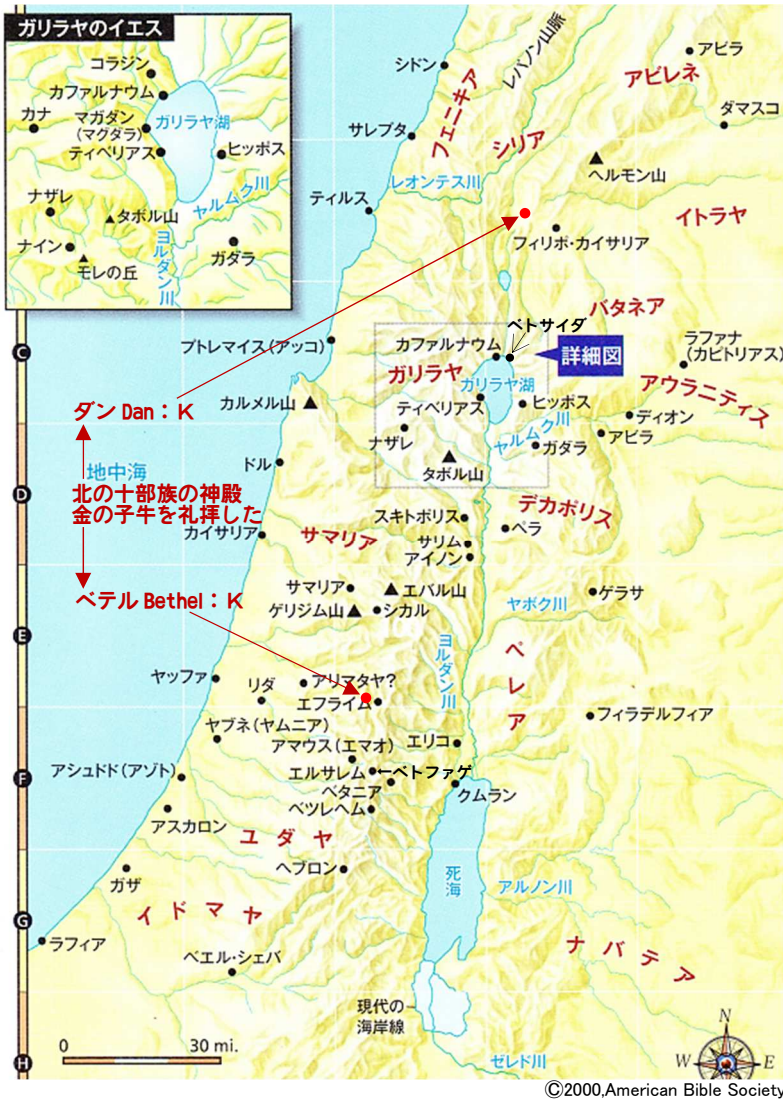 ガリラヤのイエス
コラジン
カファルナウム
カナ
マガダン
(マグダラ)
ガリラヤ湖
ティベリアス
ヒッポス
ナザレ
タボル山
ヤルムク川
ナイン
モレの丘
ヨルダン川
ガダラ
シドン
レバノン山脈
アビラ
アビレネ
フェニキア
サレプタ
シリア
ダマスコ
ヘルモン山
レオンテス川
ティルス
イトラヤ
フィリポ・カイサリア
バタネア
ベトサイダ
C
プトレマイス(アッコ)
カファルナウム
詳細図
ラファナ
(カピトリアス)
ガリラヤ
ガリラヤ湖
アウラニティス
ダン Dan:K
カルメル山
ティベリアス
ヒッポス
ディオン
ナザレ
ヤルムク川
アビラ
ガダラ
地中海
ドル
タボル山
D
北の十部族の神殿
金の子牛を礼拝した
デカポリス
スキトポリス
ペラ
カイサリア
サマリア
サリム
アイノン
ベテル Bethel:K
サマリア
エバル山
ゲラサ
ゲリジム山
シカル
ヤボク川
E
ヨルダン川
ペレア
ヤッファ
リダ
アリマタヤ?
エフライム
フィラデルフィア
ヤブネ(ヤムニア)
アマウス(エマオ)
エリコ
F
アシュドド(アゾト)
エルサレム
←ベトファゲ
ベタニア
クムラン
ベツレヘム
アスカロン
ユダヤ
ヘブロン
死海
ガザ
アルノン川
イドマヤ
G
ラフィア
ナバテア
ベエル・シェバ
現代の
海岸線
N
0 30 mi.
W E
H
ゼレド川
©2000,American Bible Society